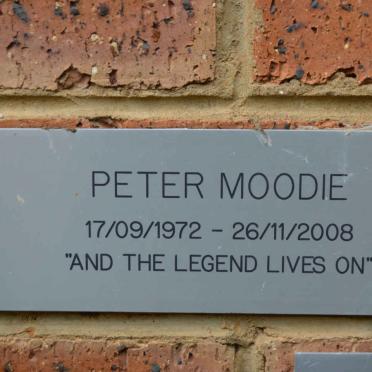 PETER MOODIE
17/09/1972 - 26/11/2008
"AND THE LEGEND LIVES ON"